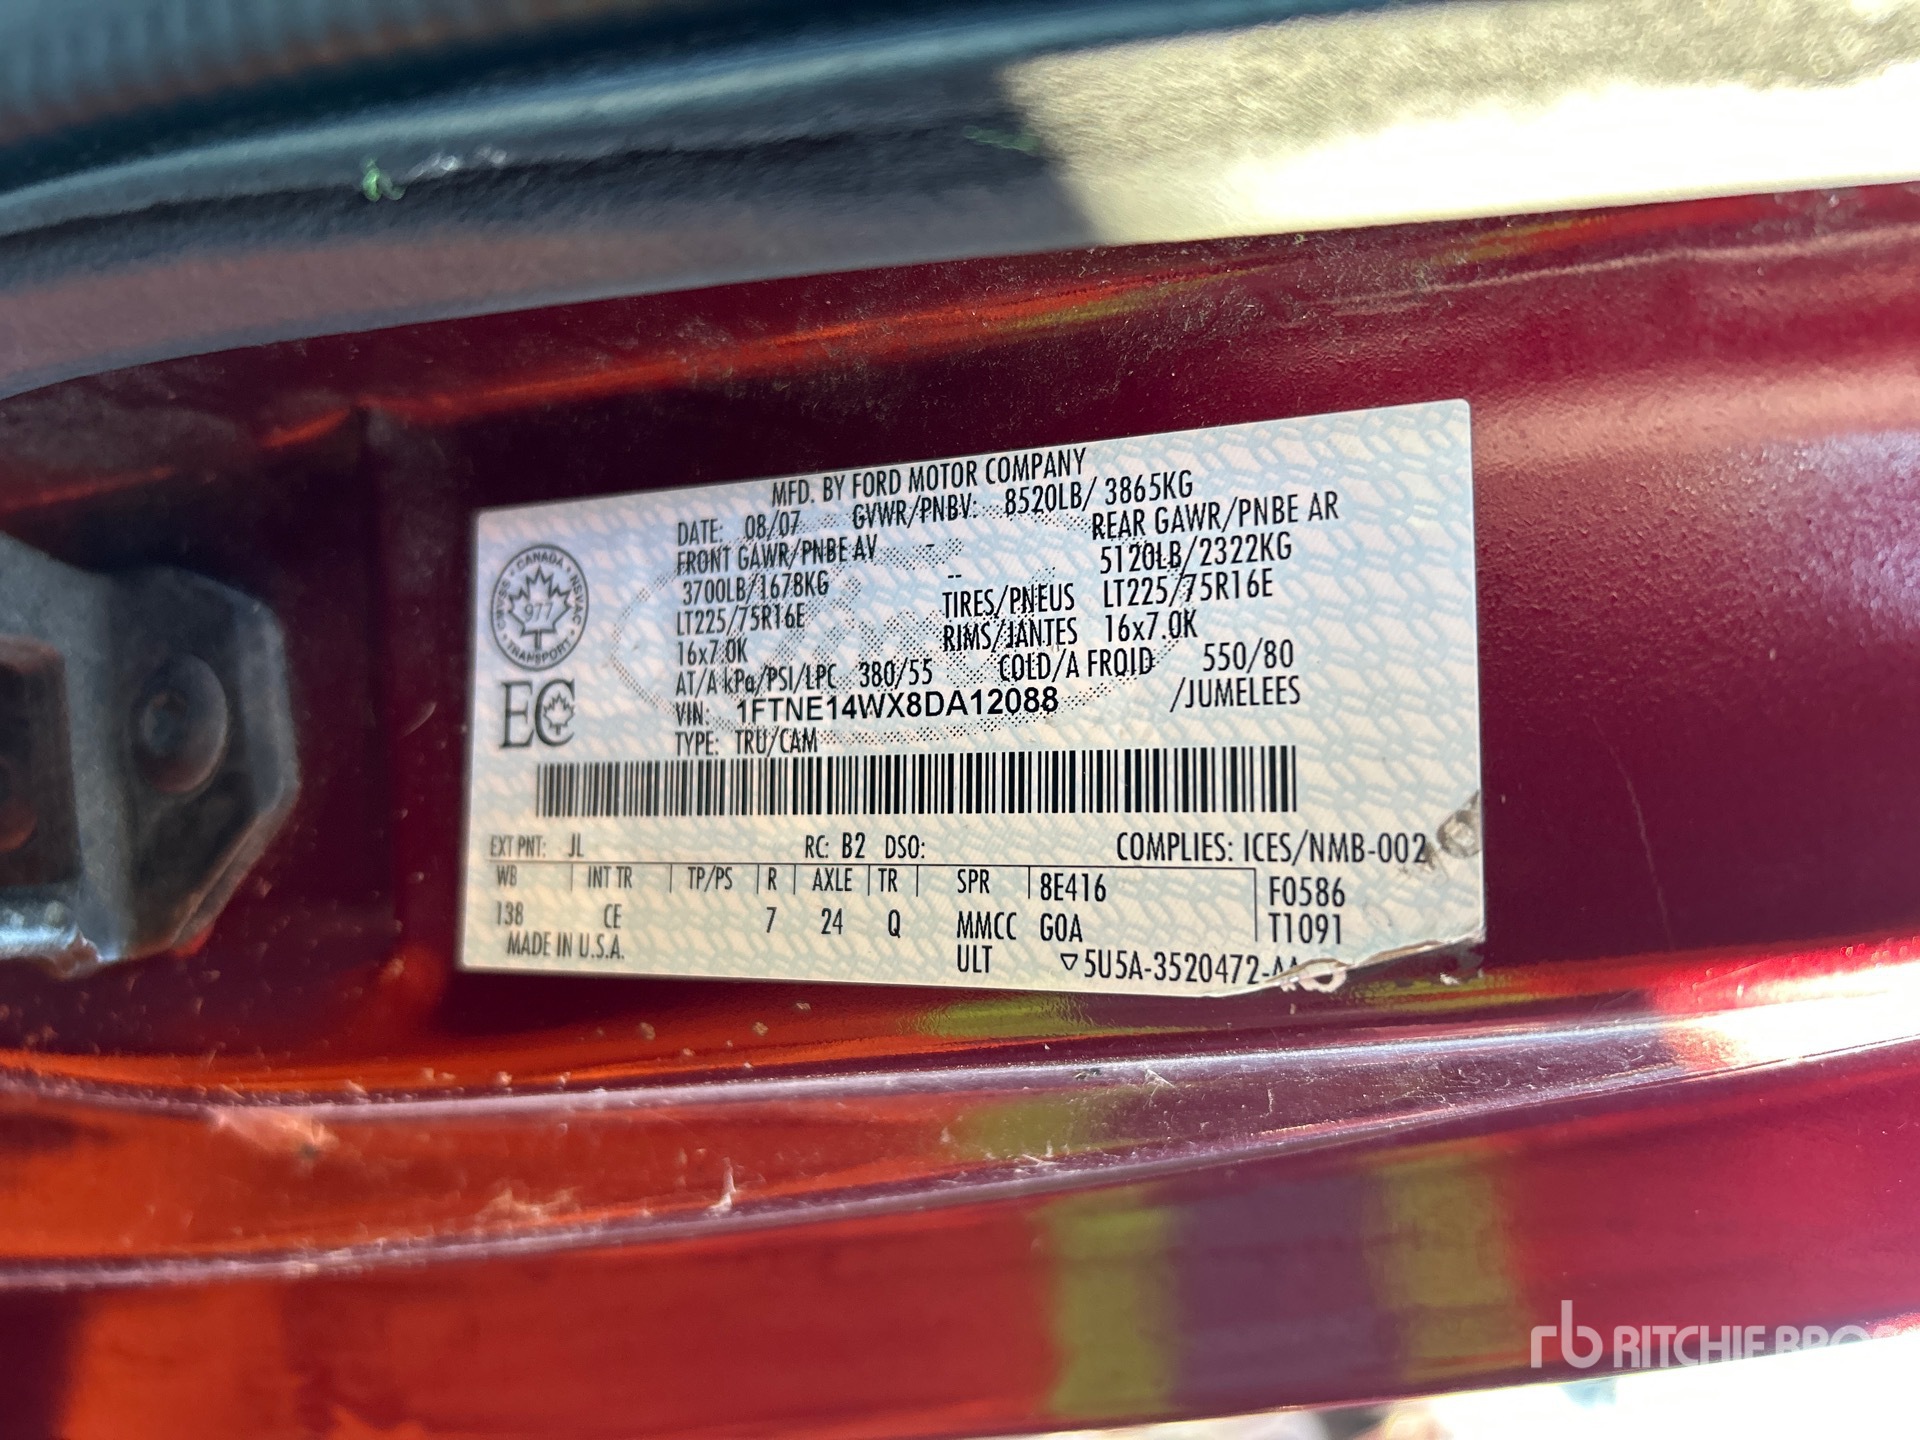 MFD. BY FORD MOTOR COMPANY
DATE: 08/07 GVWR/PNBV: 8520LB/ 3865KG
FRONT GAWR/PNBE AV - REAR GAWR/PNBE AR
3700LB/1678KG -- 5120LB/2322KG
LT225/75R16E TIRES/PNEUS LT225/75R16E
16x7.0K RIMS/JANTES 16x7.0K
AT/A kPa/PSI/LPC 380/55 COLD/A FROID 550/80
VIN: 1FTNE14WX8DA12088 /JUMELEES
TYPE: TRU/CAM
CANADA
NSVAC • TRANSPORT • CMVSS
977
EC
EXT PNT: JL RC: B2 DSO: COMPLIES: ICES/NMB-002
WB INT TR TP/PS R AXLE TR SPR 8E416 F0586
138 CE 7 24 Q MMCC G0A T1091
MADE IN U.S.A. ULT ▽5U5A-3520472-AA
rb RITCHIE BRO